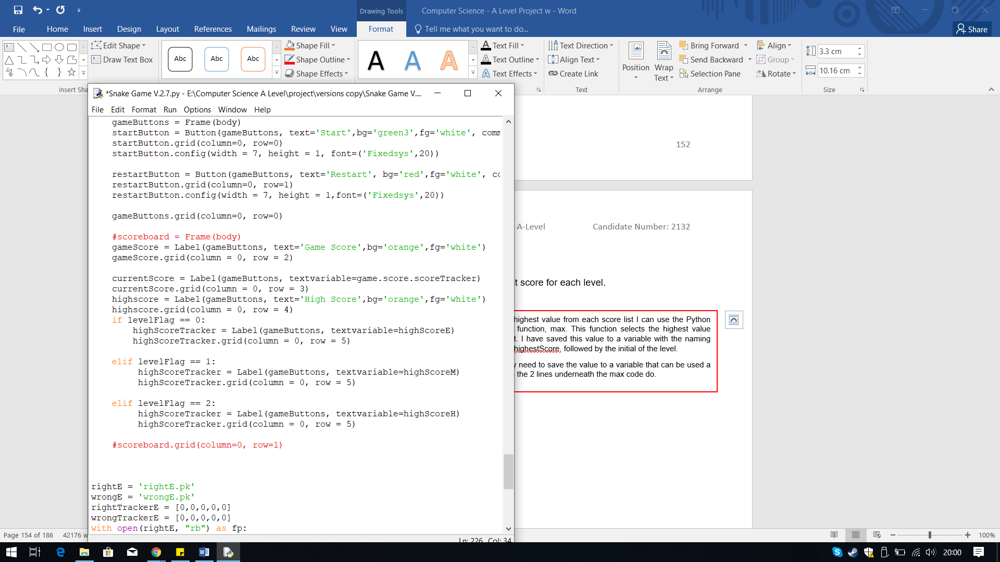 Drawing Tools
Computer Science - A Level Project w - Word
File Home Insert Design Layout References Mailings Review View Format Tell me what you want to do... Share
Edit Shape
Draw Text Box
Abc Abc Abc
Shape Fill
Shape Outline
Shape Effects
A A A
Text Fill
Text Outline
Text Effects
Text Direction
Align Text
Create Link
Position
Wrap
Text
Bring Forward
Send Backward
Selection Pane
Align
Group
Rotate
3.3 cm
10.16 cm
Insert Sha
Text
Arrange
Size
*Snake Game V.2.7.py - E:\Computer Science A Level\project\versions copy\Snake Game V....
File Edit Format Run Options Window Help
gameButtons = Frame(body)
startButton = Button(gameButtons, text='Start',bg='green3',fg='white', comm
startButton.grid(column=0, row=0)
startButton.config(width = 7, height = 1, font=('Fixedsys',20))
restartButton = Button(gameButtons, text='Restart', bg='red',fg='white', co
restartButton.grid(column=0, row=1)
restartButton.config(width = 7, height = 1,font=('Fixedsys',20))
gameButtons.grid(column=0, row=0)
#scoreboard = Frame(body)
gameScore = Label(gameButtons, text='Game Score',bg='orange',fg='white')
gameScore.grid(column = 0, row = 2)
currentScore = Label(gameButtons, textvariable=game.score.scoreTracker)
currentScore.grid(column = 0, row = 3)
highscore = Label(gameButtons, text='High Score',bg='orange',fg='white')
highscore.grid(column = 0, row = 4)
if levelFlag == 0:
highScoreTracker = Label(gameButtons, textvariable=highScoreE)
highScoreTracker.grid(column = 0, row = 5)
elif levelFlag == 1:
highScoreTracker = Label(gameButtons, textvariable=highScoreM)
highScoreTracker.grid(column = 0, row = 5)
elif levelFlag == 2:
highScoreTracker = Label(gameButtons, textvariable=highScoreH)
highScoreTracker.grid(column = 0, row = 5)
#scoreboard.grid(column=0, row=1)
rightE = 'rightE.pk'
wrongE = 'wrongE.pk'
rightTrackerE = [0,0,0,0,0]
wrongTrackerE = [0,0,0,0,0]
with open(rightE, "rb") as fp:
Ln: 226 Col: 34
152
A-Level Candidate Number: 2132
t score for each level.
highest value from each score list I can use the Python
function, max. This function selects the highest value
t. I have saved this value to a variable with the naming
highestScore, followed by the initial of the level.
y need to save the value to a variable that can be used a
the 2 lines underneath the max code do.
Page 154 of 186 42176 w
100%
20:00